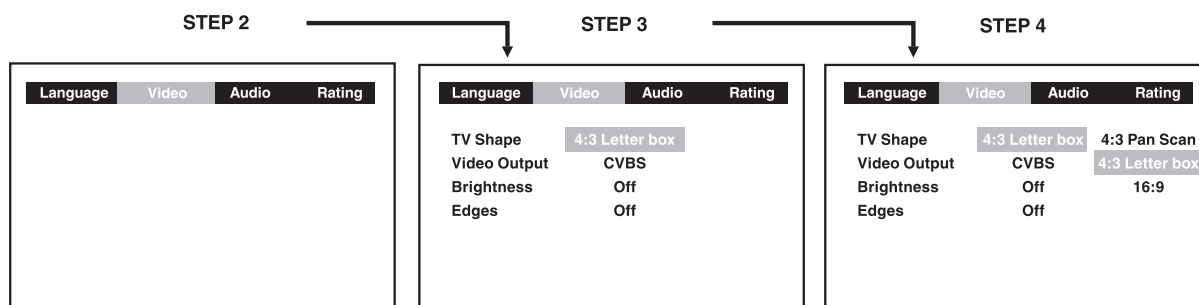 STEP 2
STEP 3
STEP 4
Language Video Audio Rating
Language Video Audio Rating
TV Shape 4:3 Letter box
Video Output CVBS
Brightness Off
Edges Off
Language Video Audio Rating
TV Shape 4:3 Letter box 4:3 Pan Scan
Video Output CVBS 4:3 Letter box
Brightness Off 16:9
Edges Off